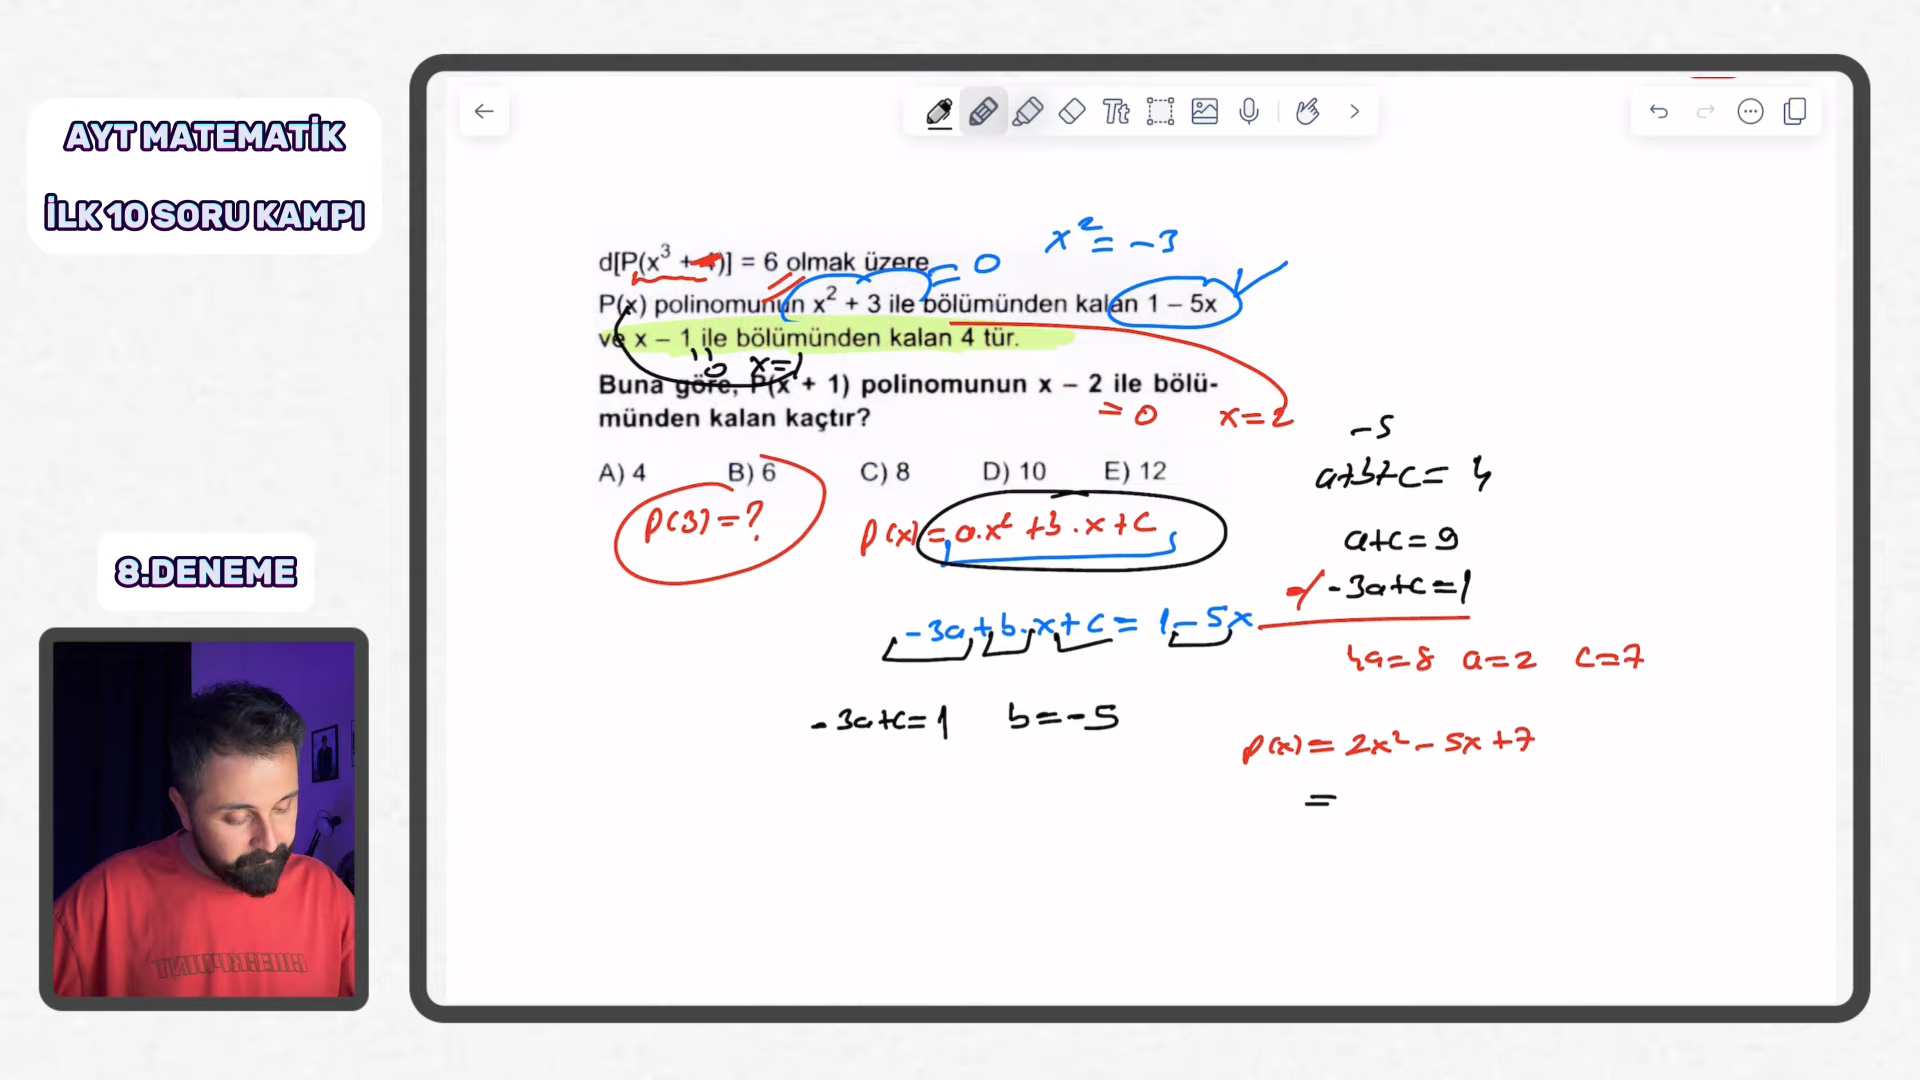 AYT MATEMATİK
İLK 10 SORU KAMPI
8.DENEME
Tt
x² = -3
d[P(x³ + )] = 6 olmak üzere = 0
P(x) polinomunun x² + 3 ile bölümünden kalan 1 – 5x
ve x – 1 ile bölümünden kalan 4 tür.
0 x=1
Buna göre, P(x + 1) polinomunun x – 2 ile bölü-
münden kalan kaçtır?
= 0 x=2
A) 4 B) 6 C) 8 D) 10 E) 12
P(3)=?
P(x)=a.x²+b.x+c
-5
a+b+c= 4
a+c=9
-3a+c=1
-3a+b.x+c= 1-5x
4a=8 a=2 c=7
-3a+c=1 b=-5
P(x)= 2x²- 5x+7
=